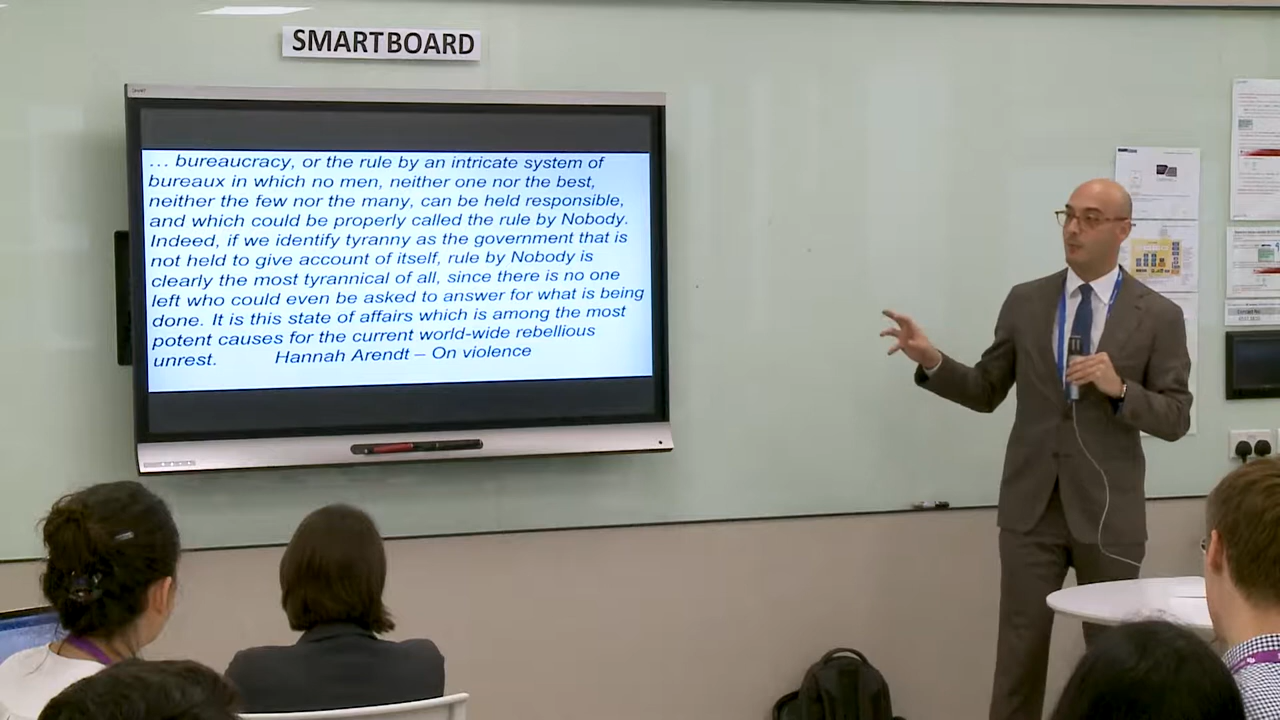 SMARTBOARD
SMART
... bureaucracy, or the rule by an intricate system of
bureaux in which no men, neither one nor the best,
neither the few nor the many, can be held responsible,
and which could be properly called the rule by Nobody.
Indeed, if we identify tyranny as the government that is
not held to give account of itself, rule by Nobody is
clearly the most tyrannical of all, since there is no one
left who could even be asked to answer for what is being
done. It is this state of affairs which is among the most
potent causes for the current world-wide rebellious
unrest. Hannah Arendt – On violence